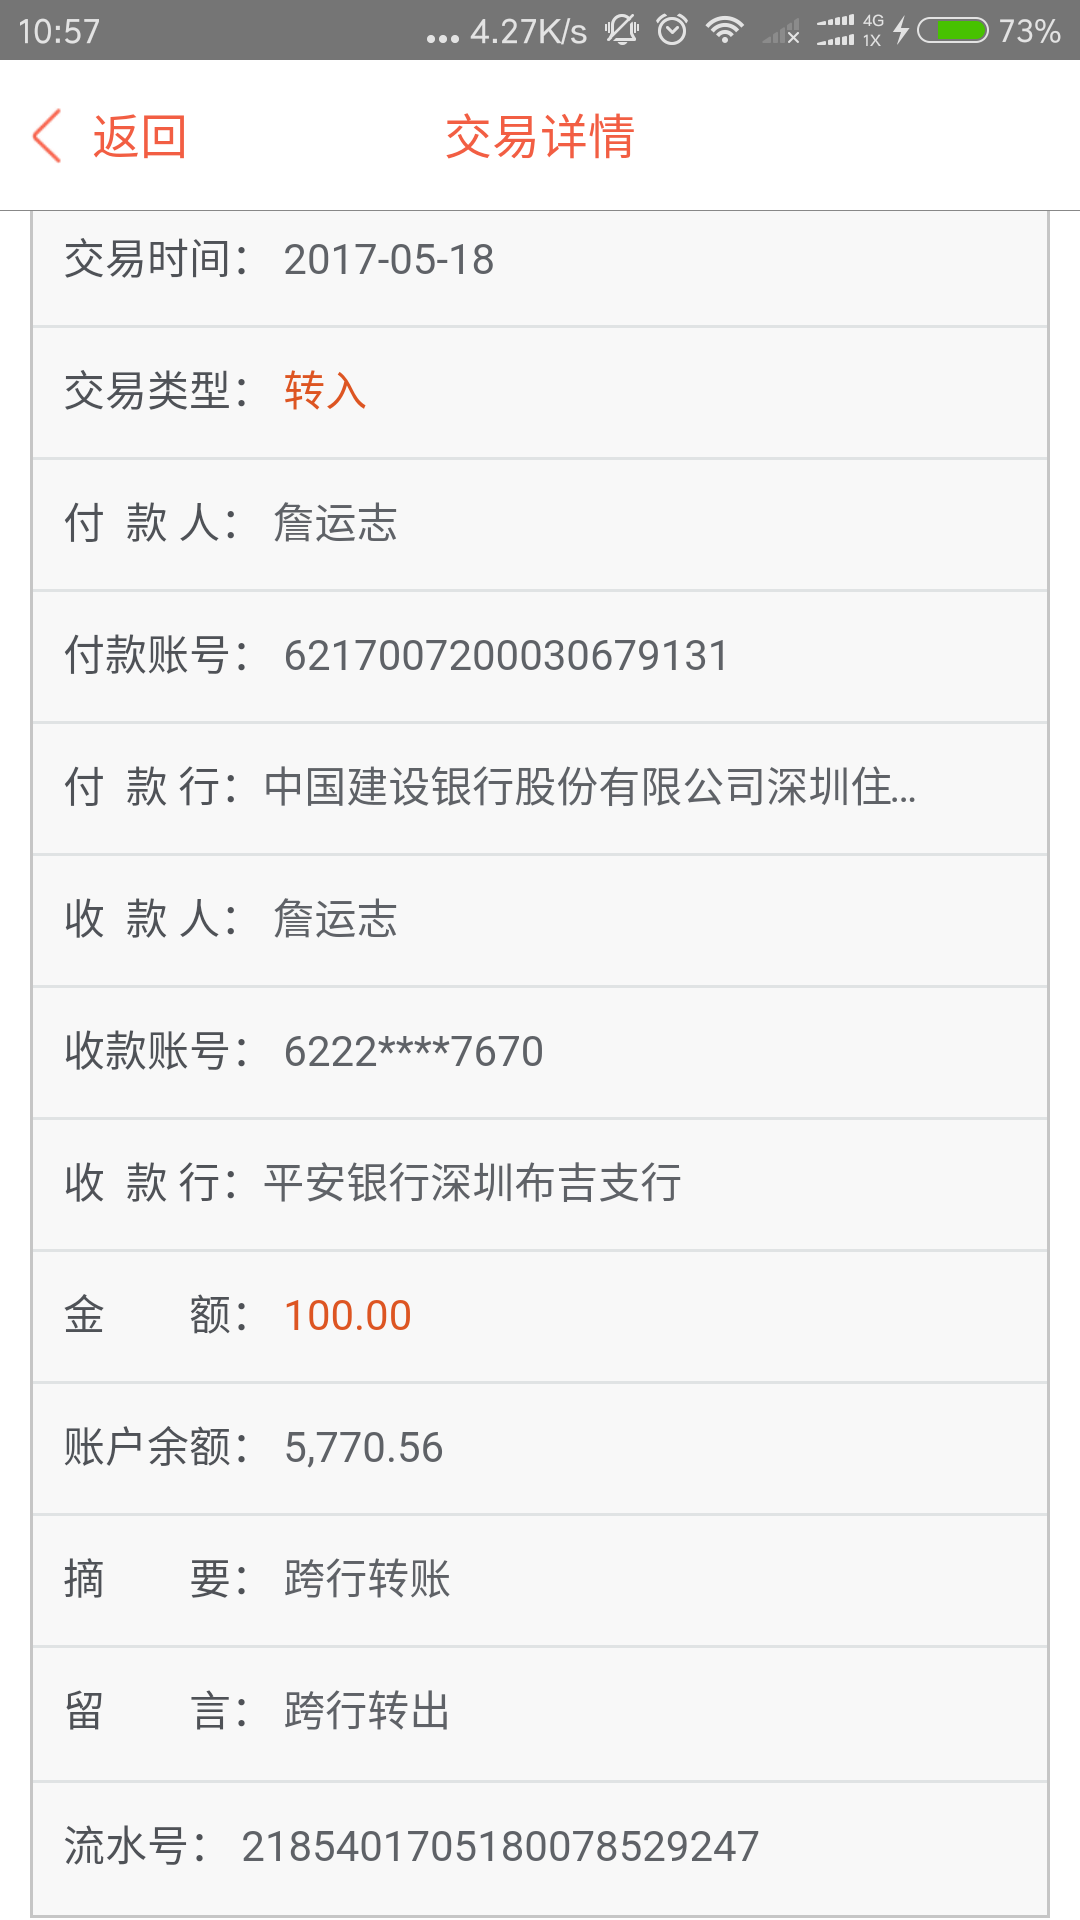 10:57 ... 4.27K/s 4G 1X 73%
返回 交易详情
交易时间： 2017-05-18
交易类型： 转入
付 款 人： 詹运志
付款账号： 6217007200030679131
付 款 行：中国建设银行股份有限公司深圳住...
收 款 人： 詹运志
收款账号： 6222****7670
收 款 行：平安银行深圳布吉支行
金 额： 100.00
账户余额： 5,770.56
摘 要： 跨行转账
留 言： 跨行转出
流水号： 2185401705180078529247